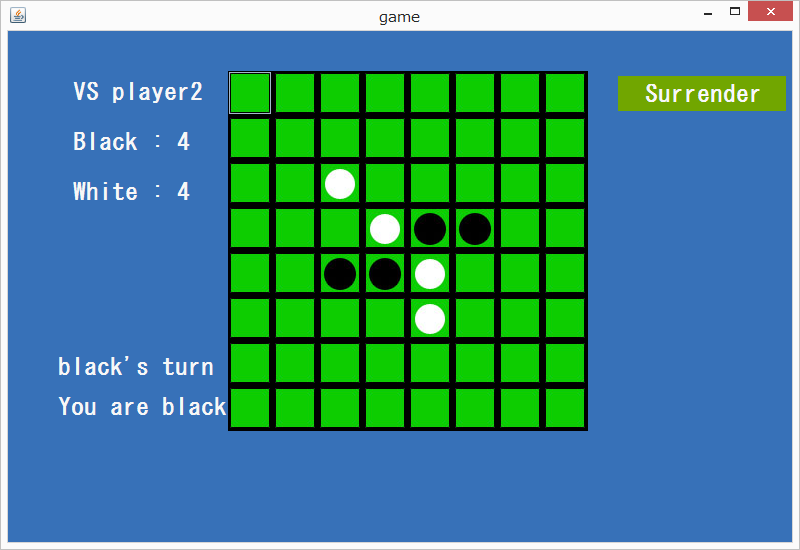 game
VS player2
Surrender
Black : 4
White : 4
black's turn
You are black